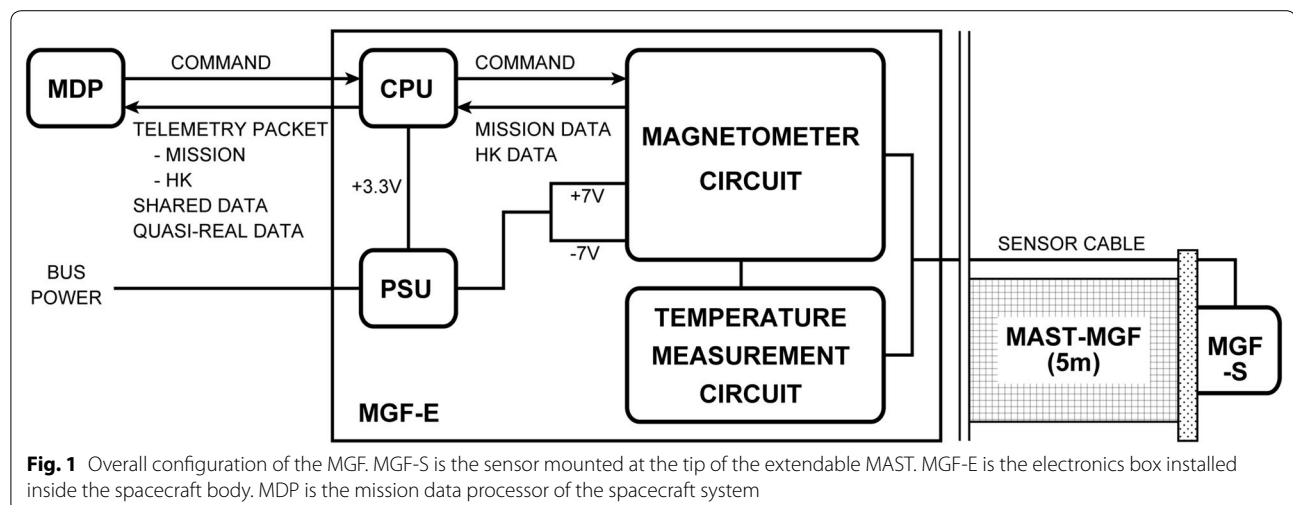 MDP
COMMAND
TELEMETRY PACKET
- MISSION
- HK
SHARED DATA
QUASI-REAL DATA
BUS
POWER
CPU
COMMAND
MISSION DATA
HK DATA
+3.3V
PSU
+7V
-7V
MAGNETOMETER
CIRCUIT
TEMPERATURE
MEASUREMENT
CIRCUIT
MGF-E
SENSOR CABLE
MAST-MGF
(5m)
MGF
-S
Fig. 1 Overall configuration of the MGF. MGF-S is the sensor mounted at the tip of the extendable MAST. MGF-E is the electronics box installed
inside the spacecraft body. MDP is the mission data processor of the spacecraft system